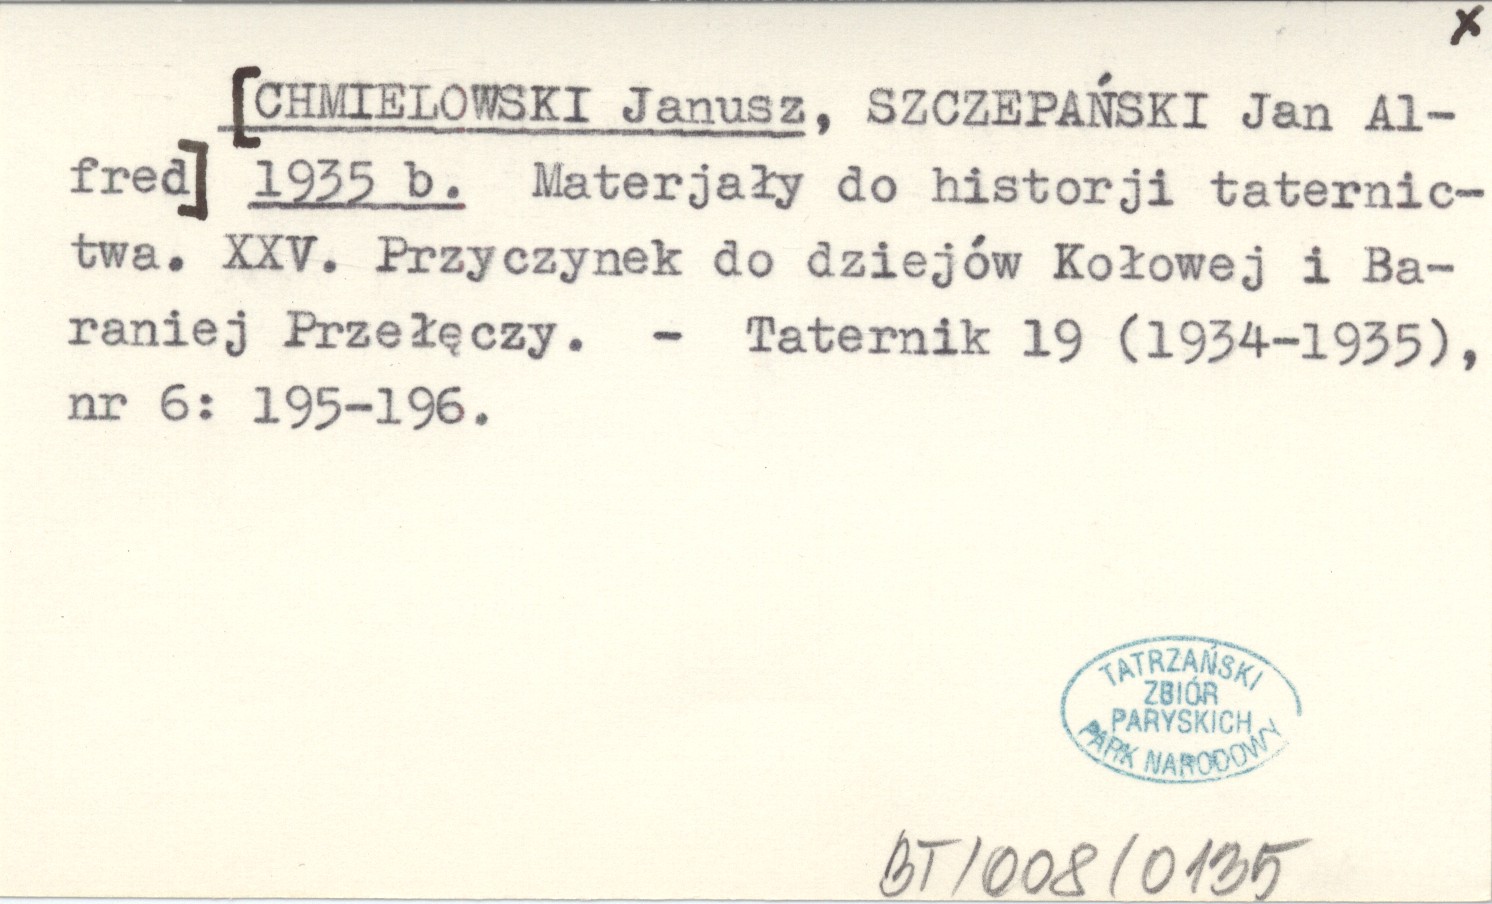 x
[CHMIELOWSKI Janusz, SZCZEPAŃSKI Jan Al-
fred] 1935 b. Materjały do historji taternic-
twa. XXV. Przyczynek do dziejów Kołowej i Ba-
raniej Przełęczy. - Taternik 19 (1934-1935),
nr 6: 195-196.
TATRZAŃSKI
ZBIÓR
PARYSKICH
PARK NARODOWY
BT/008/0135